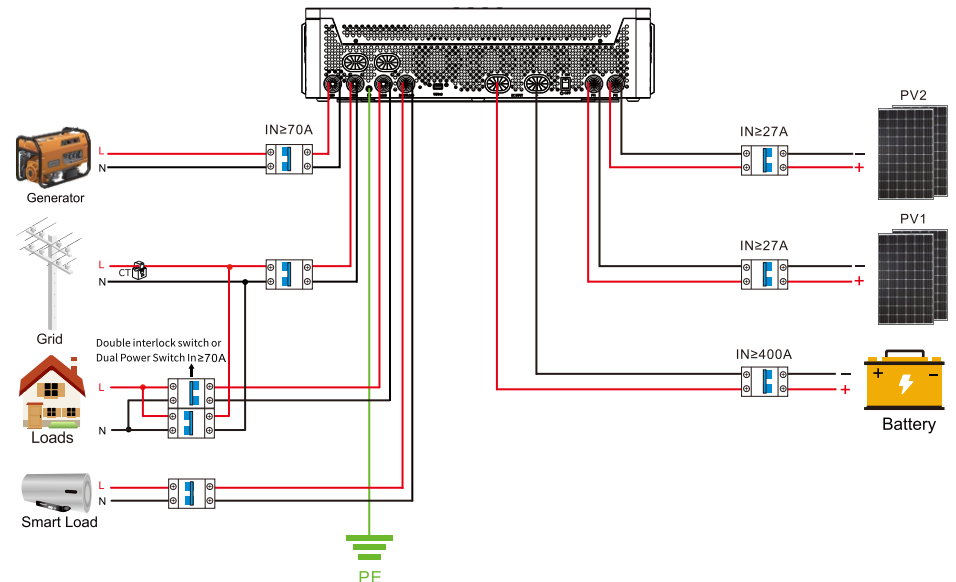 PV2
IN≥70A
IN≥27A
L
N
−
+
Generator
PV1
IN≥27A
L
CT
N
−
+
Grid
Double interlock switch or
Dual Power Switch In≥70A
IN≥400A
L
N
−
+
+ −
Loads
Battery
L
N
Smart Load
PE